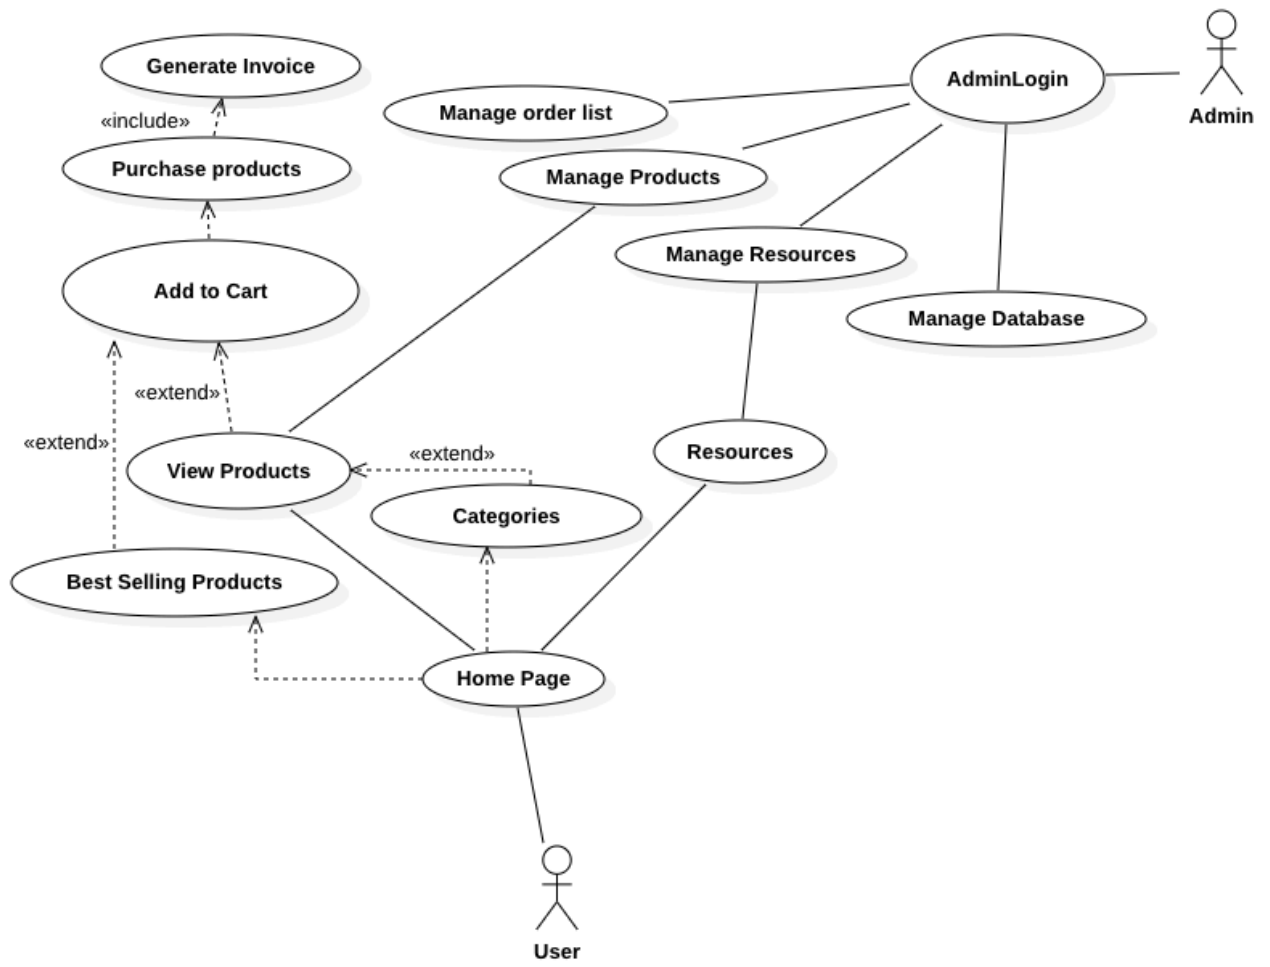 Generate Invoice
AdminLogin
Admin
Manage order list
«include»
Purchase products
Manage Products
Manage Resources
Add to Cart
Manage Database
«extend»
«extend»
«extend»
View Products
Resources
Categories
Best Selling Products
Home Page
User